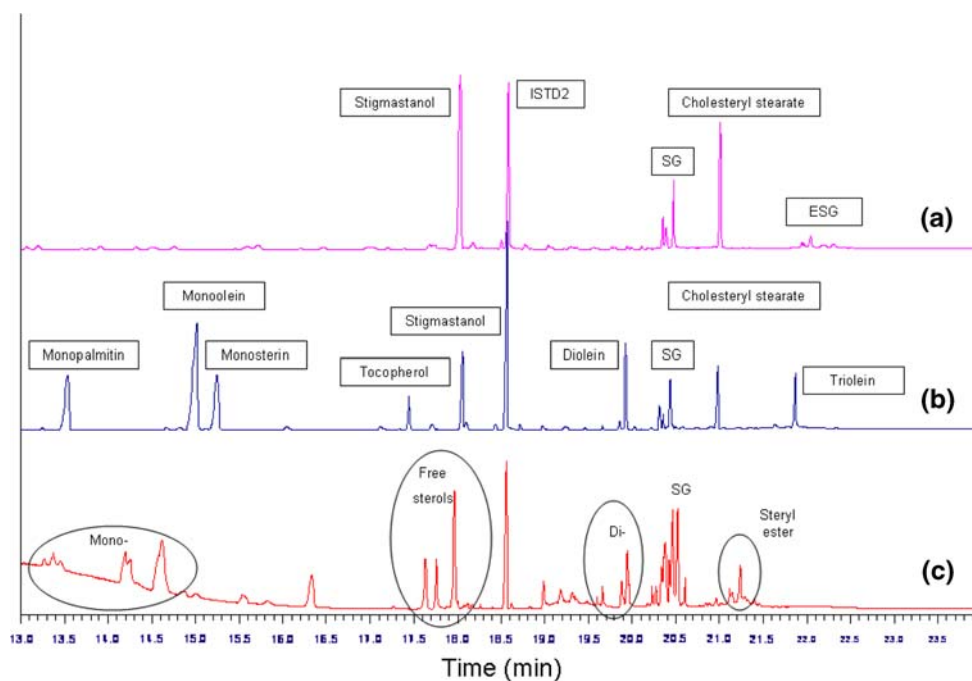 Stigmastanol
ISTD2
Cholesteryl stearate
SG
ESG
(a)
Monopalmitin
Monoolein
Monosterin
Tocopherol
Stigmastanol
Diolein
SG
Cholesteryl stearate
Triolein
(b)
Mono-
Free
sterols
Di-
SG
Steryl
ester
(c)
13.0 13.5 14.0 14.5 15.0 15.5 16.0 16.5 17.0 17.5 18.0 18.5 19.0 19.5 20.0 20.5 21.0 21.5 22.0 22.5 23.0 23.5
Time (min)